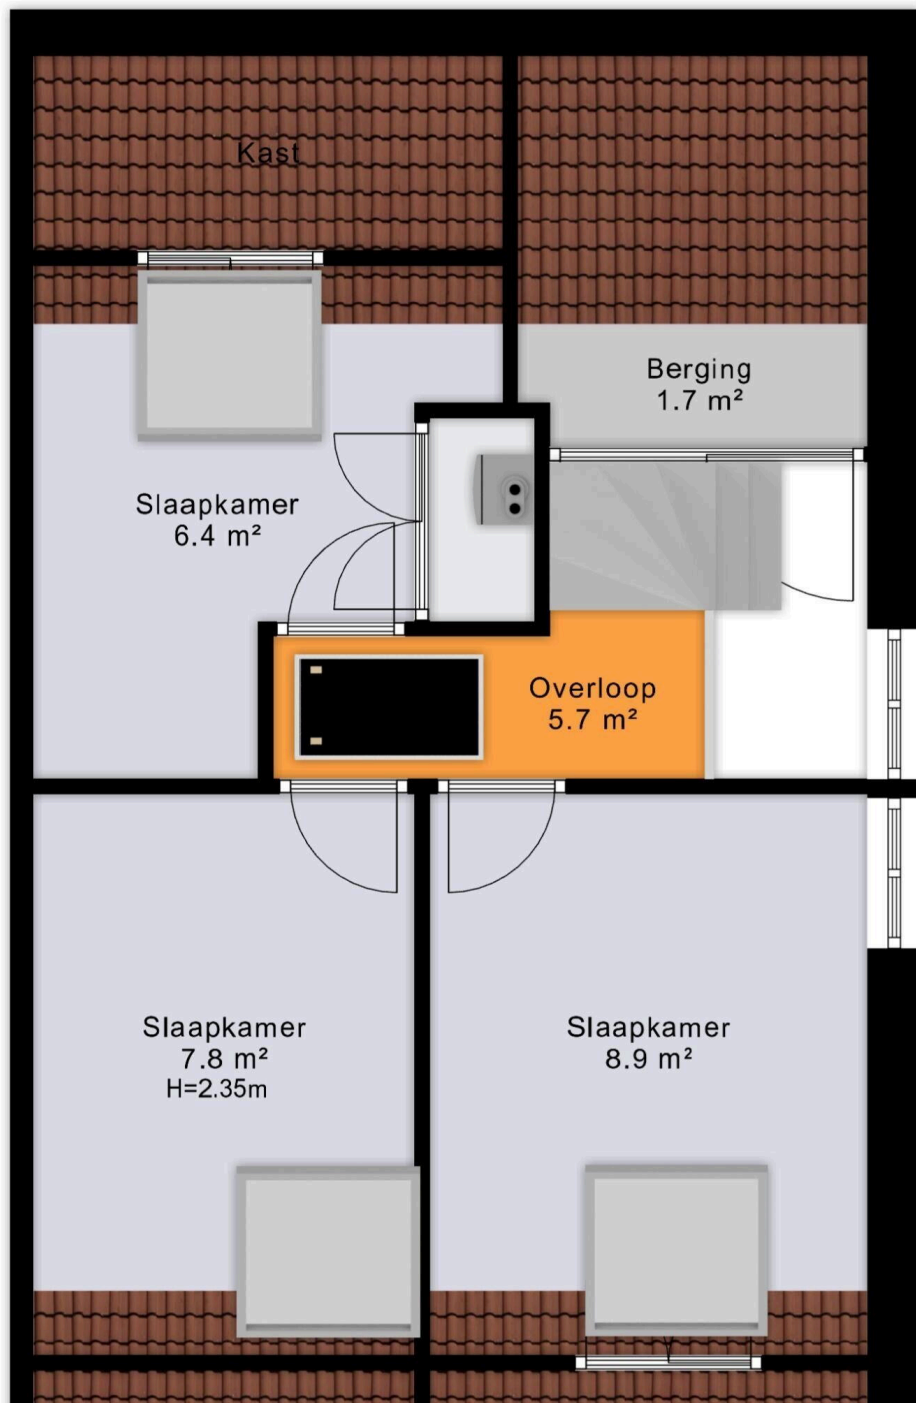 Kast
Berging
1.7 m²
Slaapkamer
6.4 m²
Overloop
5.7 m²
Slaapkamer
7.8 m²
H=2.35m
Slaapkamer
8.9 m²